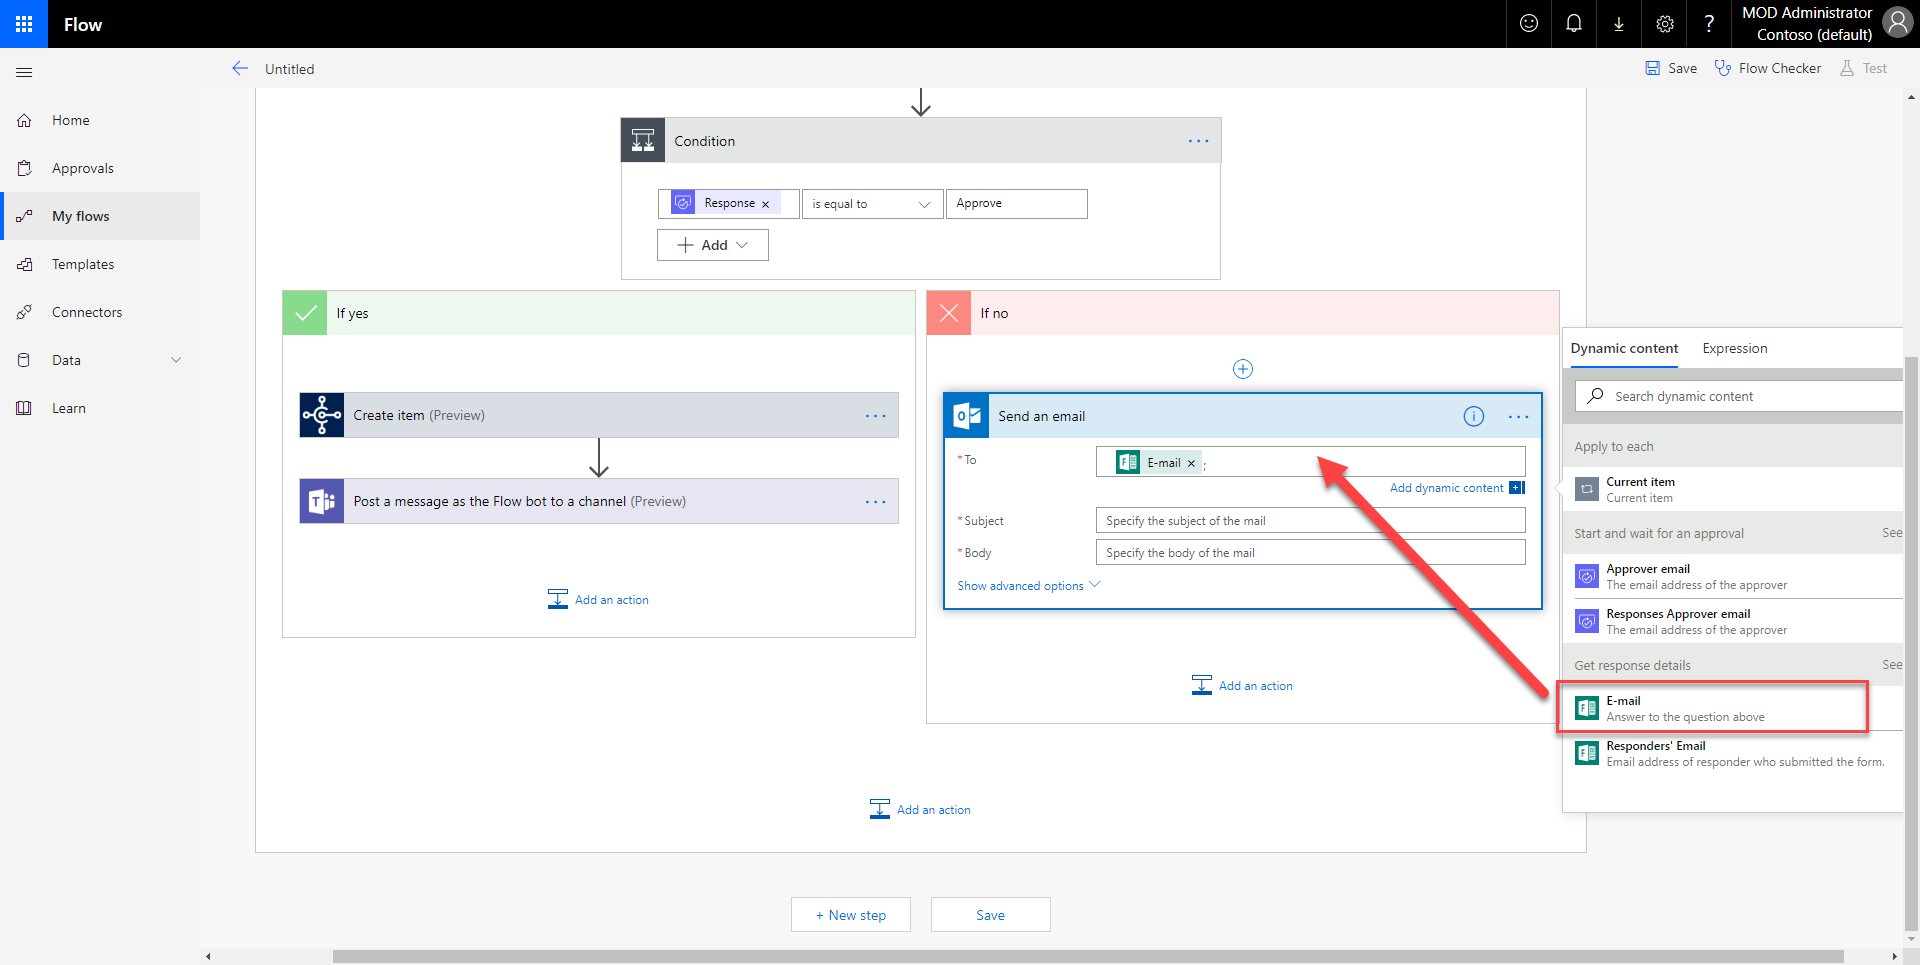 Flow
?
MOD Administrator
Contoso (default)
Untitled
Save
Flow Checker
Test
Home
Approvals
My flows
Templates
Connectors
Data
Learn
Condition
Response ×
is equal to
Approve
+ Add
If yes
Create item (Preview)
Post a message as the Flow bot to a channel (Preview)
Add an action
If no
Send an email
* To
E-mail × ;
Add dynamic content
* Subject
Specify the subject of the mail
* Body
Specify the body of the mail
Show advanced options
Add an action
Add an action
+ New step
Save
Dynamic content
Expression
Search dynamic content
Apply to each
Current item
Current item
Start and wait for an approval
See
Approver email
The email address of the approver
Responses Approver email
The email address of the approver
Get response details
See
E-mail
Answer to the question above
Responders' Email
Email address of responder who submitted the form.